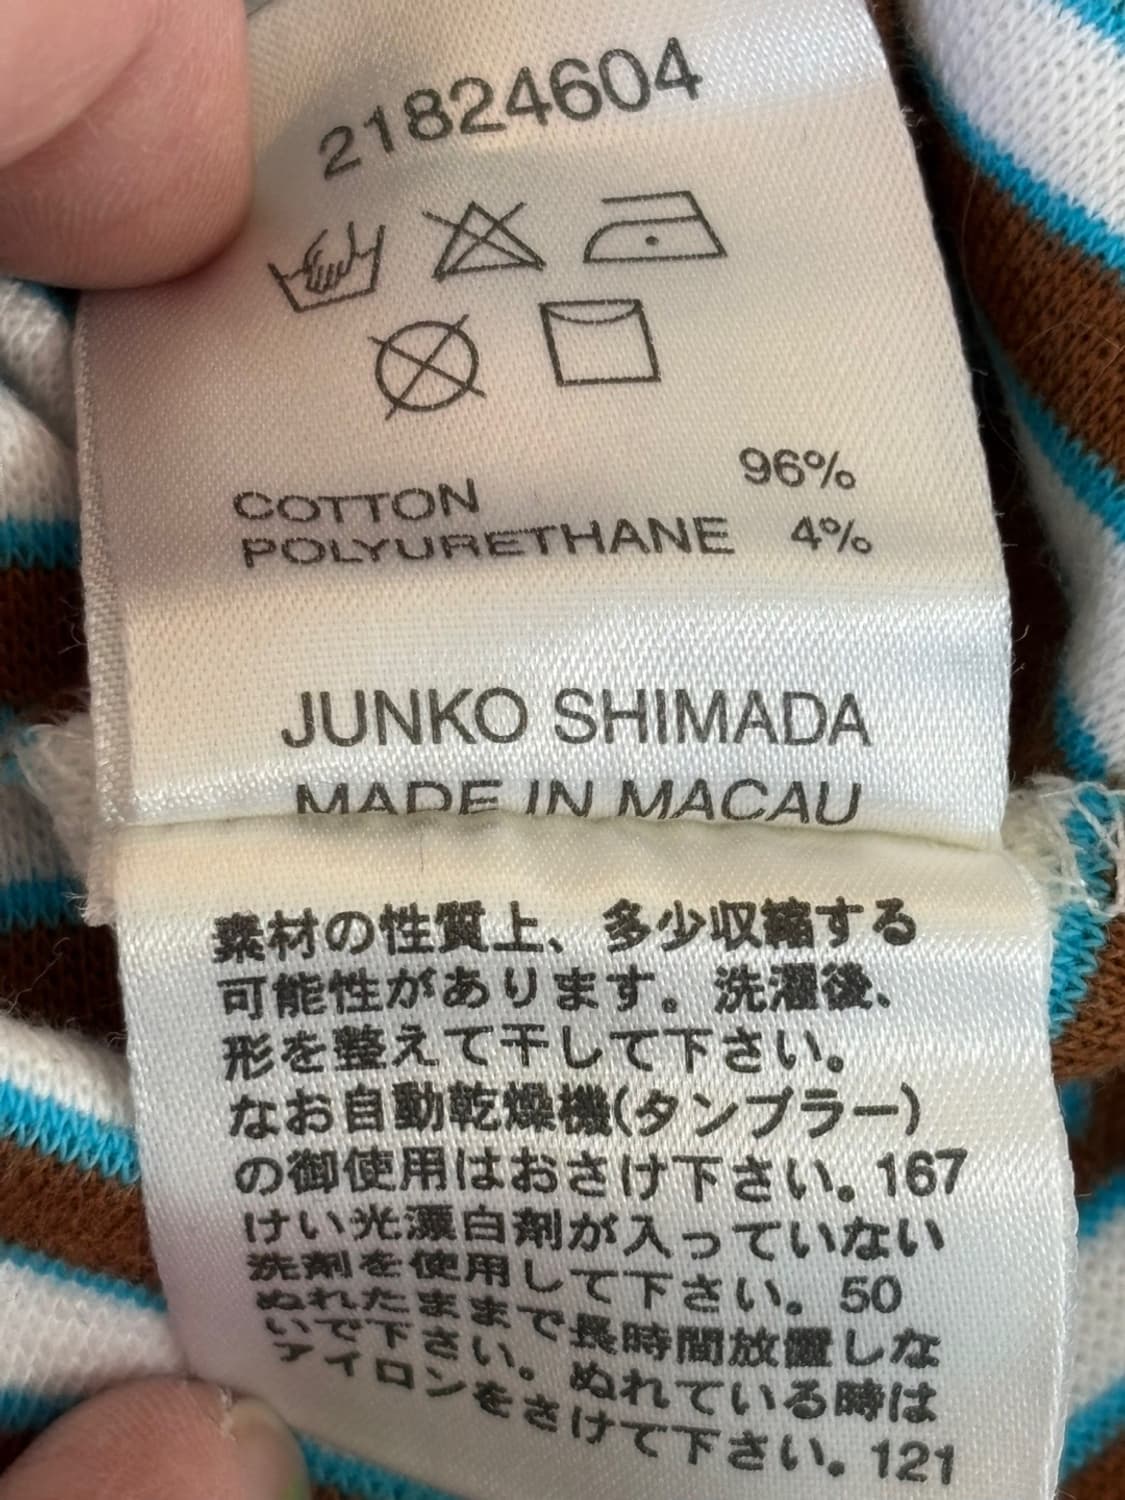 21824604
COTTON 96%
POLYURETHANE 4%
JUNKO SHIMADA
MADE IN MACAU
素材の性質上、多少収縮する
可能性があります。洗濯後、
形を整えて干して下さい。
なお自動乾燥機(タンブラー)
の御使用はおさけ下さい。167
けい光漂白剤が入っていない
洗剤を使用して下さい。50
ぬれたままで長時間放置しな
いで下さい。ぬれている時は
アイロンをさけて下さい。121